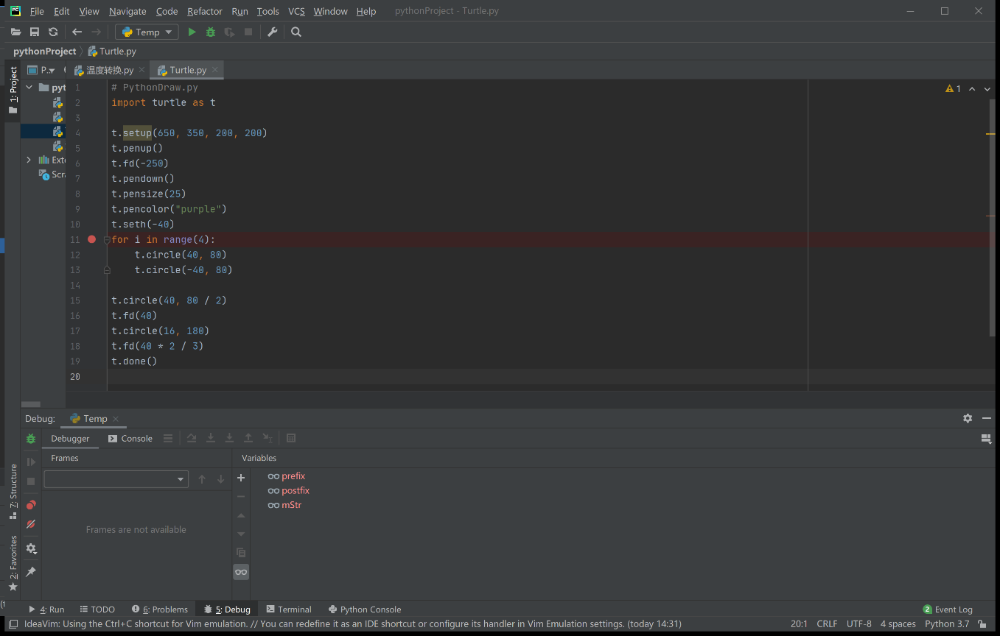 PC File Edit View Navigate Code Refactor Run Tools VCS Window Help pythonProject - Turtle.py
Temp
pythonProject Turtle.py
1: Project
P..
温度转换.py Turtle.py
pyt
Exte
Scra
1 # PythonDraw.py
2 import turtle as t
3
4 t.setup(650, 350, 200, 200)
5 t.penup()
6 t.fd(-250)
7 t.pendown()
8 t.pensize(25)
9 t.pencolor("purple")
10 t.seth(-40)
11 for i in range(4):
12 t.circle(40, 80)
13 t.circle(-40, 80)
14
15 t.circle(40, 80 / 2)
16 t.fd(40)
17 t.circle(16, 180)
18 t.fd(40 * 2 / 3)
19 t.done()
20
1
Debug: Temp
Debugger Console
Frames Variables
prefix
postfix
mStr
Frames are not available
7: Structure
2: Favorites
4: Run TODO 6: Problems 5: Debug Terminal Python Console 2 Event Log
IdeaVim: Using the Ctrl+C shortcut for Vim emulation. // You can redefine it as an IDE shortcut or configure its handler in Vim Emulation settings. (today 14:31) 20:1 CRLF UTF-8 4 spaces Python 3.7